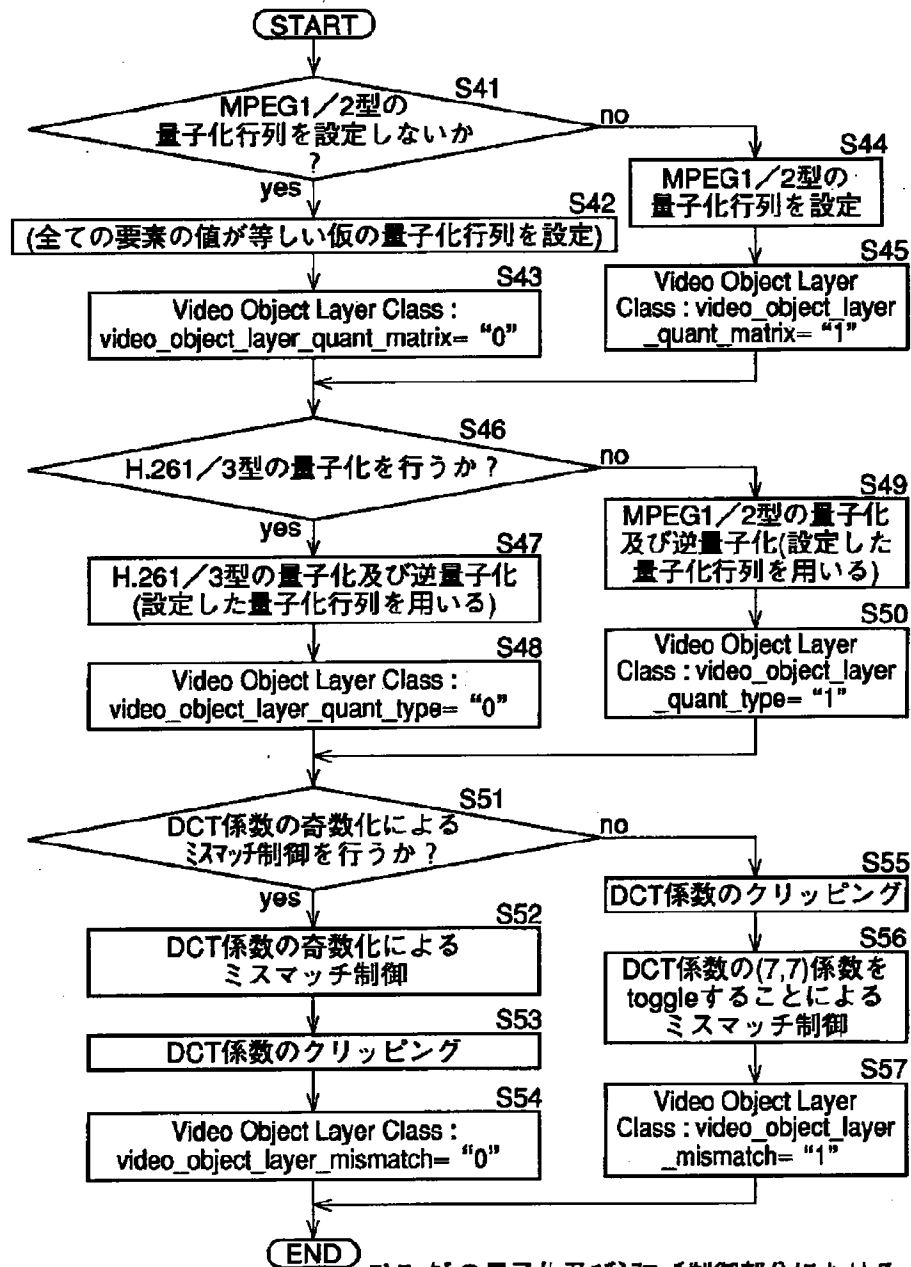 START
S41
MPEG1／2型の
量子化行列を設定しないか
？
no
yes
S44
MPEG1／2型の
量子化行列を設定
S42
(全ての要素の値が等しい仮の量子化行列を設定)
S45
Video Object Layer
Class : video_object_layer
_quant_matrix= “1”
S43
Video Object Layer Class :
video_object_layer_quant_matrix= “0”
S46
H.261／3型の量子化を行うか？
no
yes
S49
MPEG1／2型の量子化
及び逆量子化(設定した
量子化行列を用いる)
S47
H.261／3型の量子化及び逆量子化
(設定した量子化行列を用いる)
S50
Video Object Layer
Class : video_object_layer
_quant_type= “1”
S48
Video Object Layer Class :
video_object_layer_quant_type= “0”
S51
DCT係数の奇数化による
ミスマッチ制御を行うか？
no
yes
S55
DCT係数のクリッピング
S52
DCT係数の奇数化による
ミスマッチ制御
S56
DCT係数の(7,7)係数を
toggleすることによる
ミスマッチ制御
S53
DCT係数のクリッピング
S57
Video Object Layer
Class : video_object_layer
_mismatch= “1”
S54
Video Object Layer Class :
video_object_layer_mismatch= “0”
END